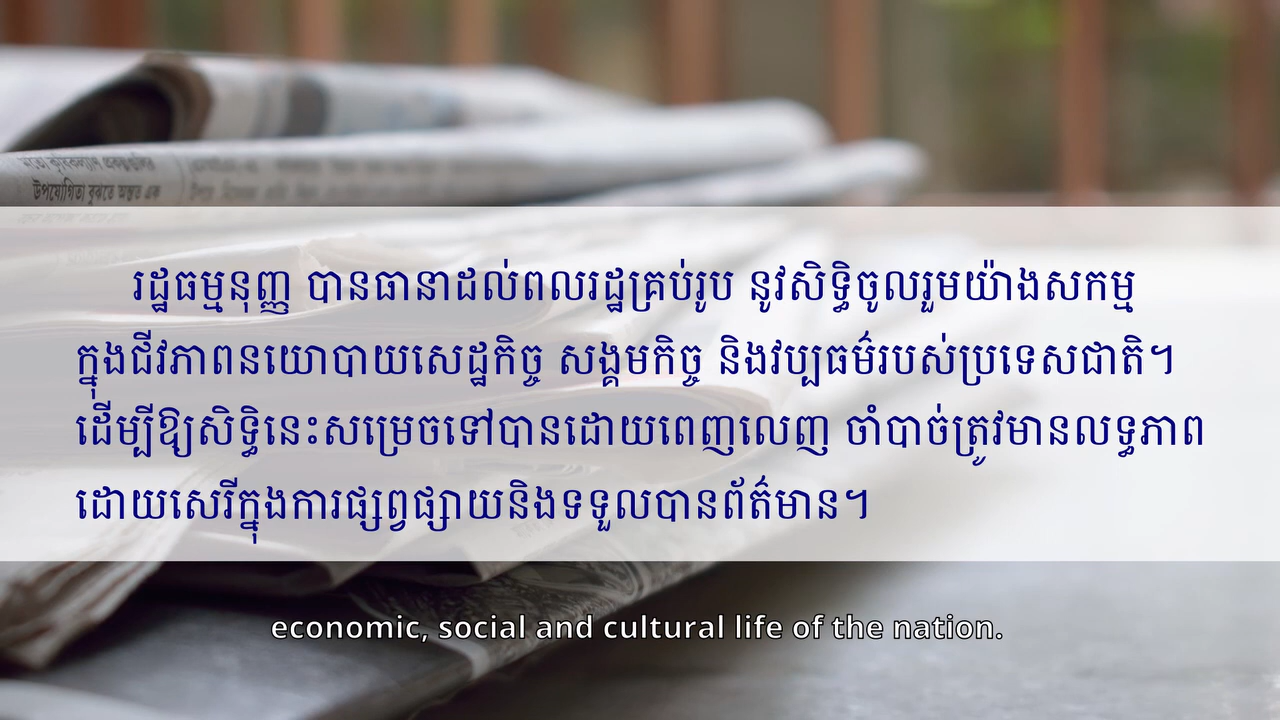 উপযোগিতা বুঝতে অন্তত এক
រដ្ឋធម្មនុញ្ញ បានធានាដល់ពលរដ្ឋគ្រប់រូប នូវសិទ្ធិចូលរួមយ៉ាងសកម្ម
ក្នុងជីវភាពនយោបាយសេដ្ឋកិច្ច សង្គមកិច្ច និងវប្បធម៌របស់ប្រទេសជាតិ។
ដើម្បីឱ្យសិទ្ធិនេះសម្រេចទៅបានដោយពេញលេញ ចាំបាច់ត្រូវមានលទ្ធភាព
ដោយសេរីក្នុងការផ្សព្វផ្សាយនិងទទួលបានព័ត៌មាន។
economic, social and cultural life of the nation.